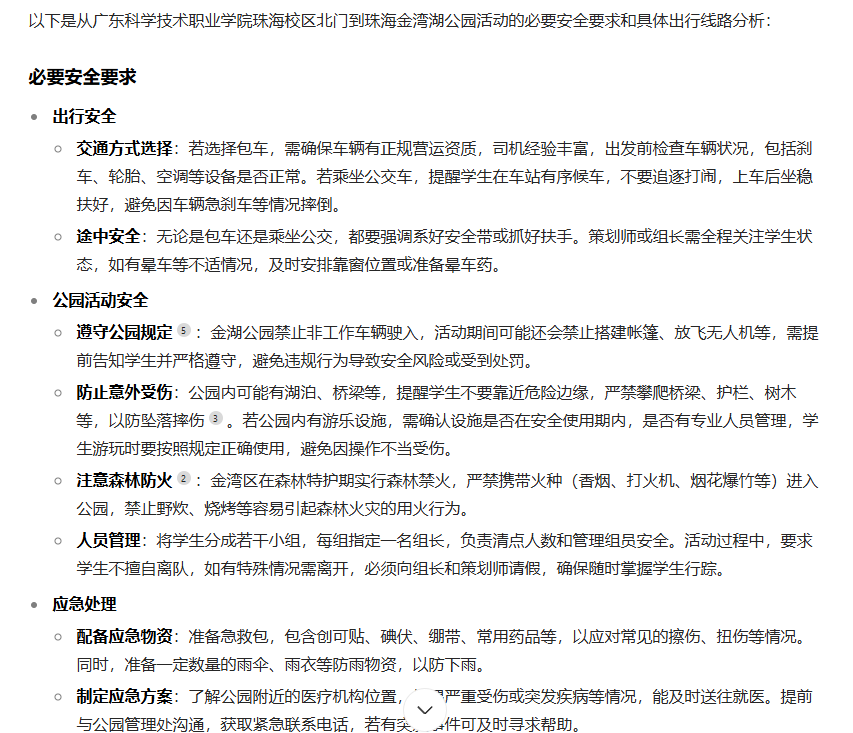 以下是从广东科学技术职业学院珠海校区北门到珠海金湾湖公园活动的必要安全要求和具体出行线路分析：
必要安全要求
出行安全
交通方式选择：若选择包车，需确保车辆有正规营运资质，司机经验丰富，出发前检查车辆状况，包括刹
车、轮胎、空调等设备是否正常。若乘坐公交车，提醒学生在车站有序候车，不要追逐打闹，上车后坐稳
扶好，避免因车辆急刹车等情况摔倒。
途中安全：无论是包车还是乘坐公交，都要强调系好安全带或抓好扶手。策划师或组长需全程关注学生状
态，如有晕车等不适情况，及时安排靠窗位置或准备晕车药。
公园活动安全
遵守公园规定 5 ：金湖公园禁止非工作车辆驶入，活动期间可能还会禁止搭建帐篷、放飞无人机等，需提
前告知学生并严格遵守，避免违规行为导致安全风险或受到处罚。
防止意外受伤：公园内可能有湖泊、桥梁等，提醒学生不要靠近危险边缘，严禁攀爬桥梁、护栏、树木
等，以防坠落摔伤 3 。若公园内有游乐设施，需确认设施是否在安全使用期内，是否有专业人员管理，学
生游玩时要按照规定正确使用，避免因操作不当受伤。
注意森林防火 2 ：金湾区在森林特护期实行森林禁火，严禁携带火种（香烟、打火机、烟花爆竹等）进入
公园，禁止野炊、烧烤等容易引起森林火灾的用火行为。
人员管理：将学生分成若干小组，每组指定一名组长，负责清点人数和管理组员安全。活动过程中，要求
学生不擅自离队，如有特殊情况需离开，必须向组长和策划师请假，确保随时掌握学生行踪。
应急处理
配备应急物资：准备急救包，包含创可贴、碘伏、绷带、常用药品等，以应对常见的擦伤、扭伤等情况。
同时，准备一定数量的雨伞、雨衣等防雨物资，以防下雨。
制定应急方案：了解公园附近的医疗机构位置，严重受伤或突发疾病等情况，能及时送往就医。提前
与公园管理处沟通，获取紧急联系电话，若有突件可及时寻求帮助。